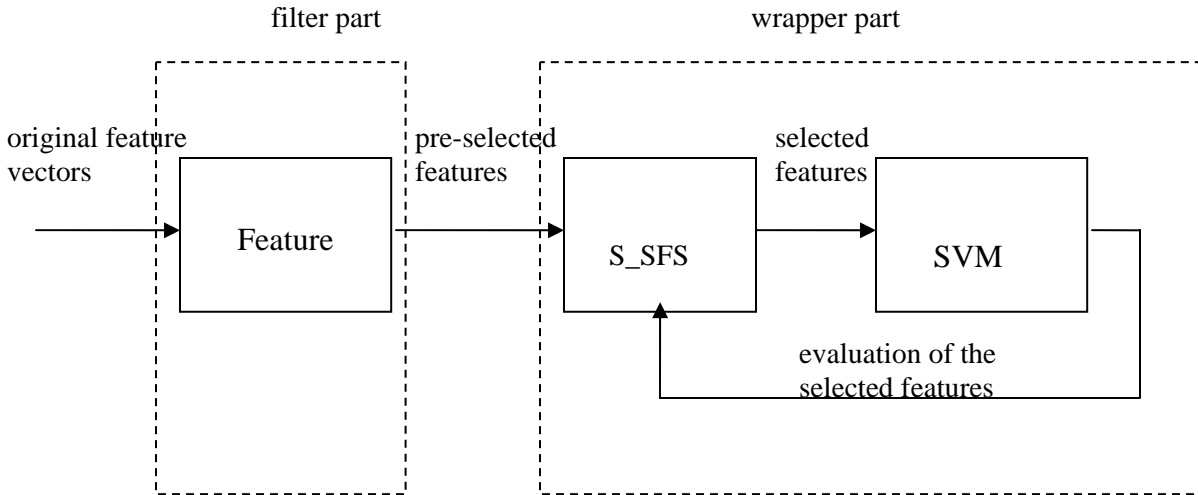 filter part
wrapper part
original feature
vectors
pre-selected
features
selected
features
Feature
S_SFS
SVM
evaluation of the
selected features